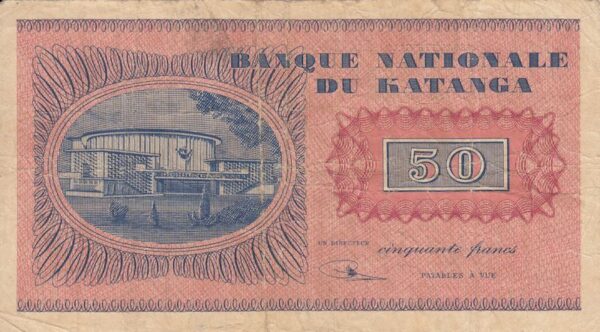 BANQUE NATIONALE
DU KATANGA
50
UN DIRECTEUR
cinquante francs
PAYABLES A VUE